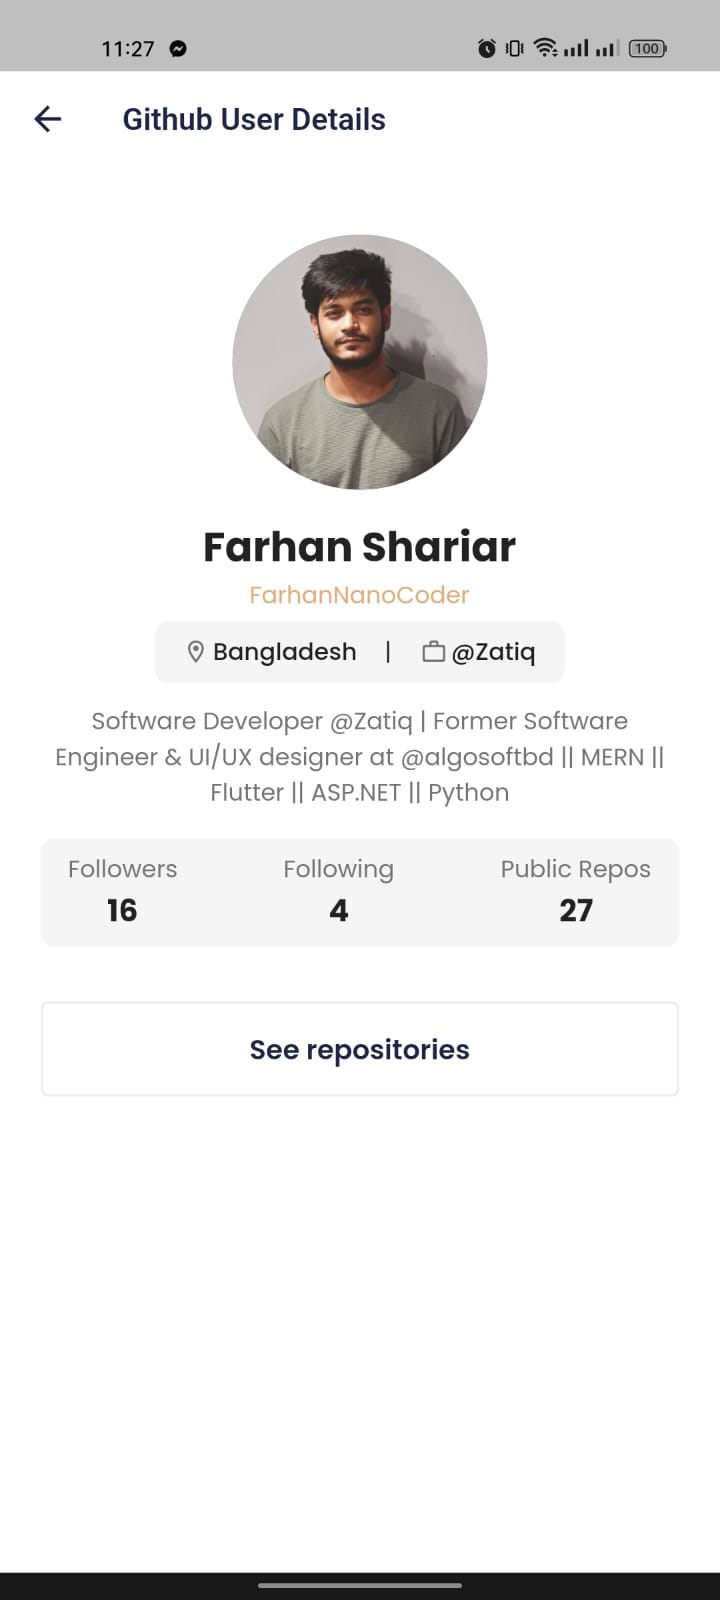 11:27
100
Github User Details
Farhan Shariar
FarhanNanoCoder
Bangladesh | @Zatiq
Software Developer @Zatiq | Former Software
Engineer & UI/UX designer at @algosoftbd || MERN ||
Flutter || ASP.NET || Python
Followers Following Public Repos
16 4 27
See repositories